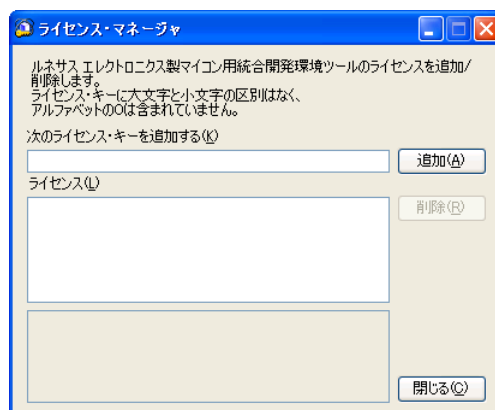 ライセンス・マネージャ
ルネサス エレクトロニクス製マイコン用統合開発環境ツールのライセンスを追加/
削除します。
ライセンス・キーに大文字と小文字の区別はなく、
アルファベットのOは含まれていません。
次のライセンス・キーを追加する(K)
追加(A)
ライセンス(L)
削除(R)
閉じる(C)